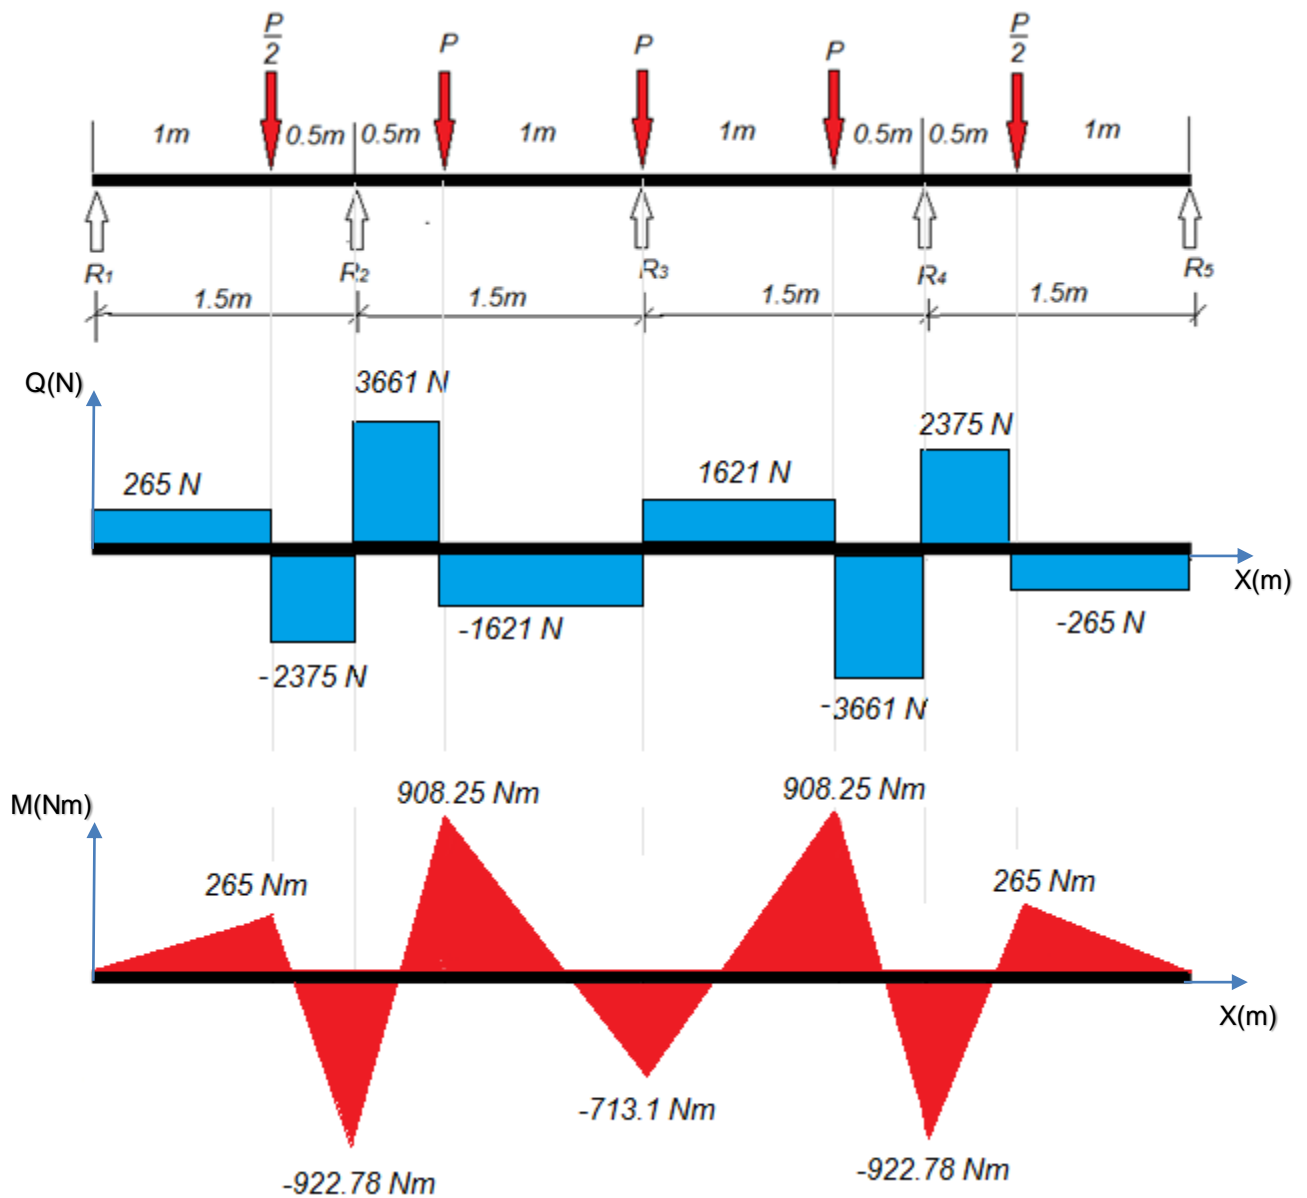 P/2 P P P P/2
1m 0.5m 0.5m 1m 1m 0.5m 0.5m 1m
R1 R2 R3 R4 R5
1.5m 1.5m 1.5m 1.5m
Q(N)
3661 N
2375 N
265 N
1621 N
X(m)
-1621 N
-265 N
-2375 N
-3661 N
908.25 Nm 908.25 Nm
M(Nm)
265 Nm 265 Nm
X(m)
-713.1 Nm
-922.78 Nm -922.78 Nm